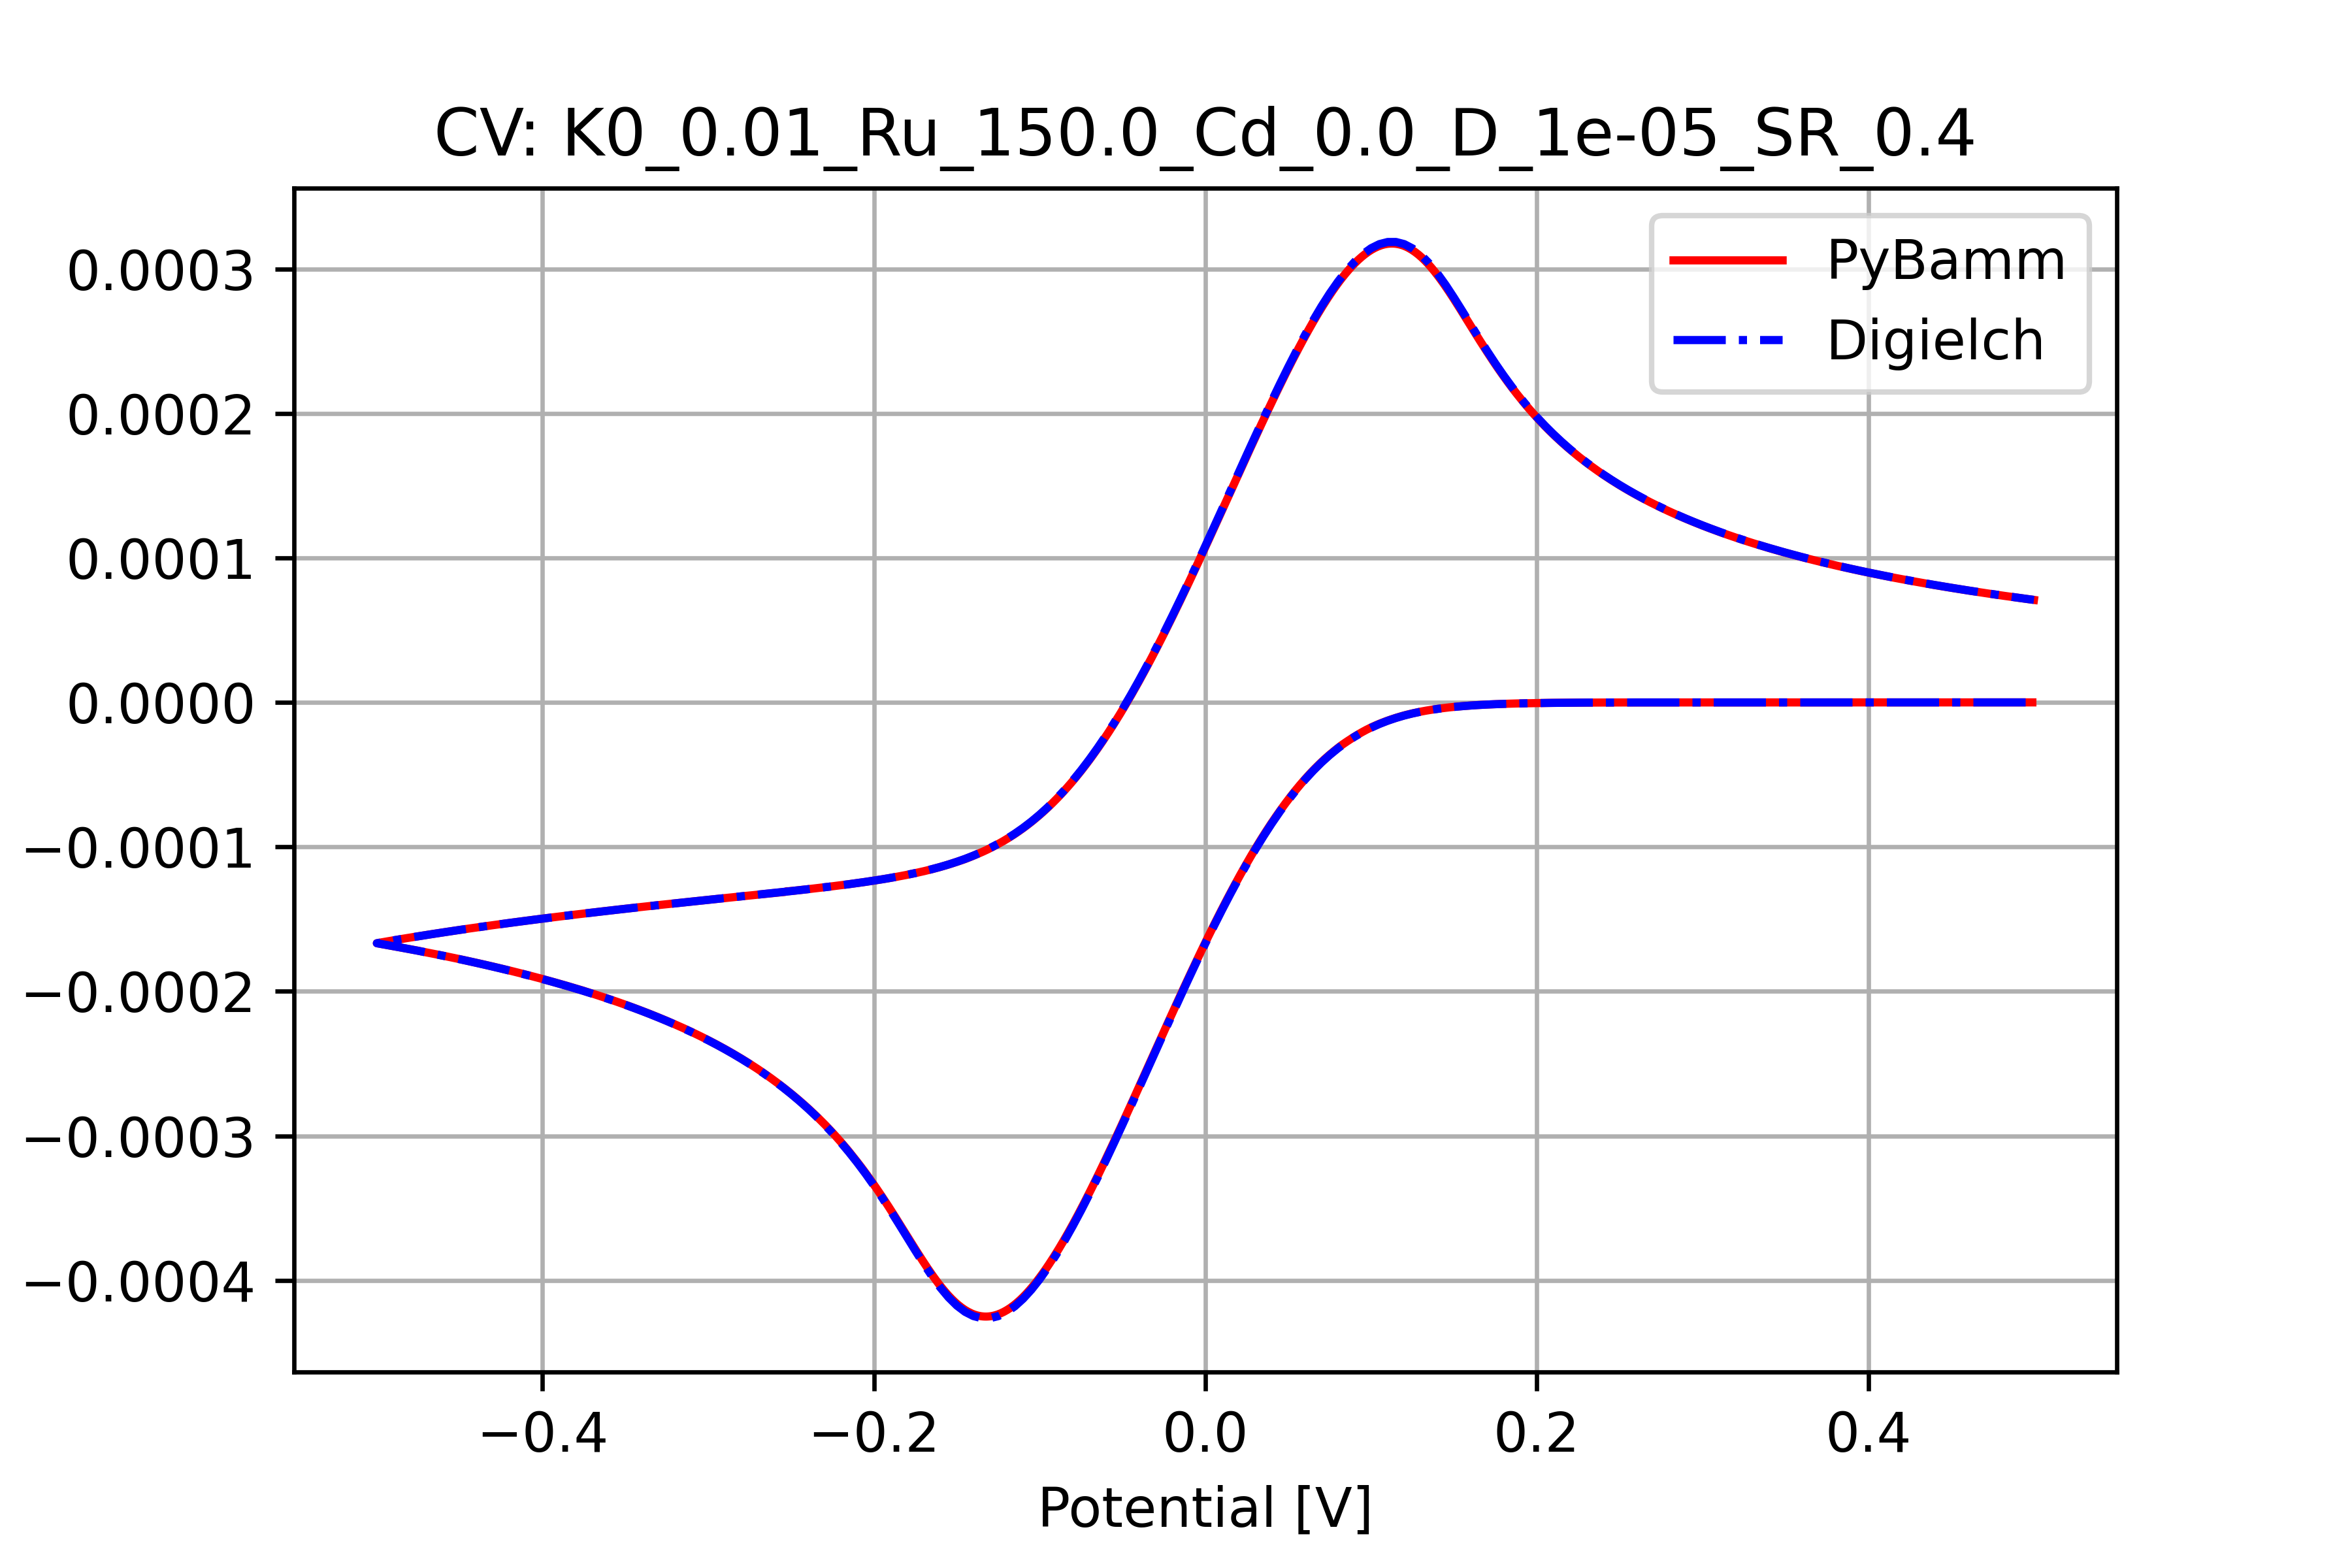 CV: K0_0.01_Ru_150.0_Cd_0.0_D_1e-05_SR_0.4
PyBamm
Digielch
0.0003
0.0002
0.0001
0.0000
−0.0001
−0.0002
−0.0003
−0.0004
−0.4 −0.2 0.0 0.2 0.4
Potential [V]